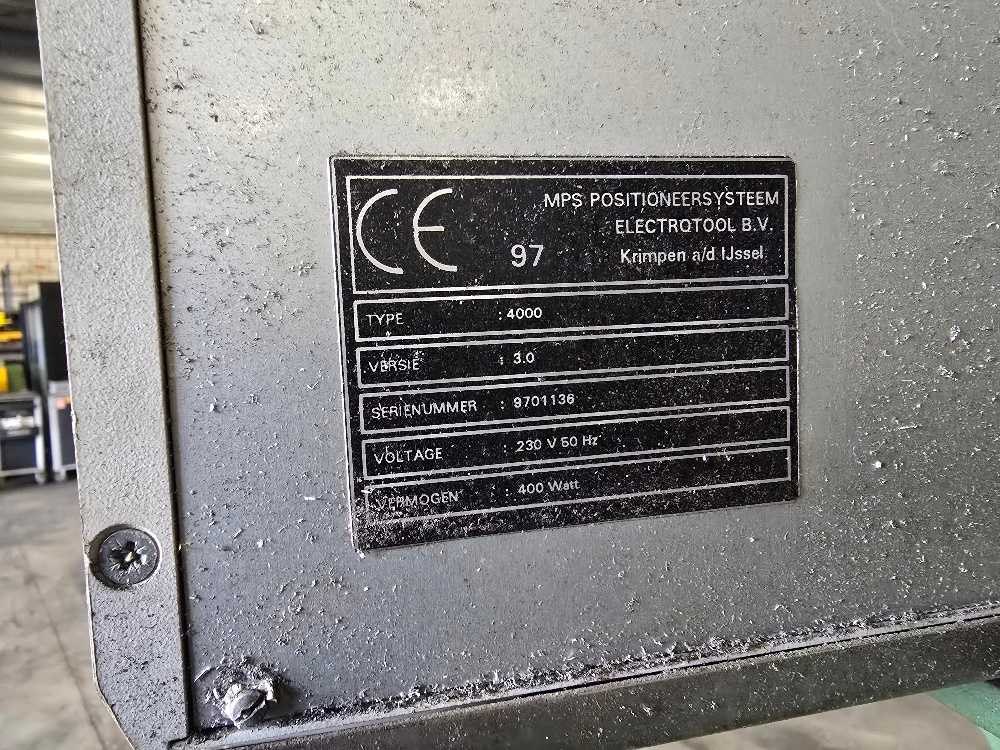 CE
97
MPS POSITIONEERSYSTEEM
ELECTROTOOL B.V.
Krimpen a/d IJssel
TYPE : 4000
VERSIE : 3.0
SERIENUMMER : 9701136
VOLTAGE : 230 V 50 Hz
VERMOGEN : 400 Watt